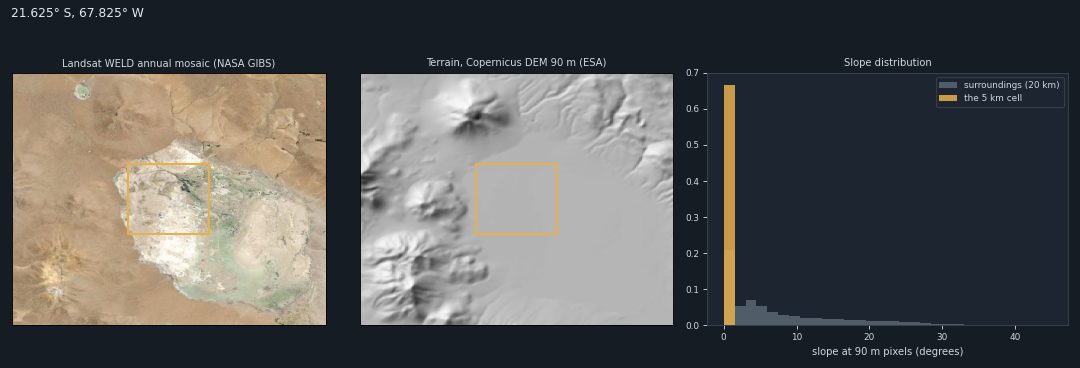 21.625° S, 67.825° W
Landsat WELD annual mosaic (NASA GIBS)
Terrain, Copernicus DEM 90 m (ESA)
Slope distribution
surroundings (20 km)
the 5 km cell
0.7
0.6
0.5
0.4
0.3
0.2
0.1
0.0
0 10 20 30 40
slope at 90 m pixels (degrees)